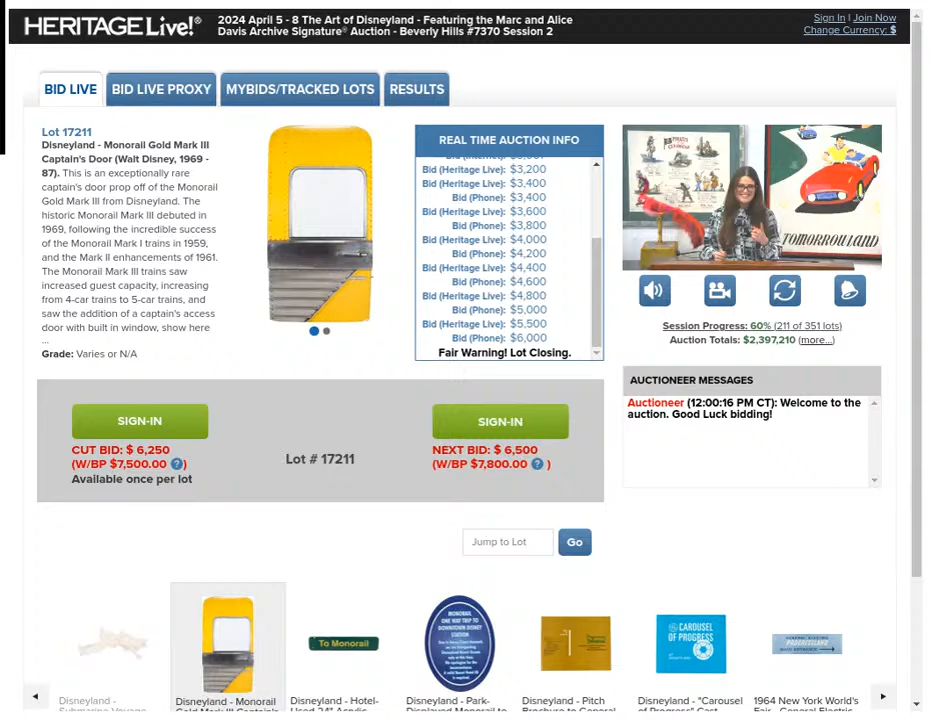 HERITAGE Live!®
2024 April 5 - 8 The Art of Disneyland - Featuring the Marc and Alice
Davis Archive Signature® Auction - Beverly Hills #7370 Session 2
Sign In | Join Now
Change Currency: $
BID LIVE
BID LIVE PROXY
MYBIDS/TRACKED LOTS
RESULTS
Lot 17211
Disneyland - Monorail Gold Mark III
Captain's Door (Walt Disney, 1969 -
87). This is an exceptionally rare
captain's door prop off of the Monorail
Gold Mark III from Disneyland. The
historic Monorail Mark III debuted in
1969, following the incredible success
of the Monorail Mark I trains in 1959,
and the Mark II enhancements of 1961.
The Monorail Mark III trains saw
increased guest capacity, increasing
from 4-car trains to 5-car trains, and
saw the addition of a captain's access
door with built in window, show here
...
Grade: Varies or N/A
REAL TIME AUCTION INFO
Bid (Heritage Live): $3,200
Bid (Heritage Live): $3,400
Bid (Phone): $3,400
Bid (Heritage Live): $3,600
Bid (Phone): $3,800
Bid (Heritage Live): $4,000
Bid (Phone): $4,200
Bid (Heritage Live): $4,400
Bid (Phone): $4,600
Bid (Heritage Live): $4,800
Bid (Phone): $5,000
Bid (Heritage Live): $5,500
Bid (Phone): $6,000
Fair Warning! Lot Closing.
TOMORROWLAND
Session Progress: 60% (211 of 351 lots)
Auction Totals: $2,397,210 (more...)
AUCTIONEER MESSAGES
Auctioneer (12:00:16 PM CT): Welcome to the
auction. Good Luck bidding!
SIGN-IN
CUT BID: $ 6,250
(W/BP $7,500.00 ?)
Available once per lot
Lot # 17211
SIGN-IN
NEXT BID: $ 6,500
(W/BP $7,800.00 ? )
Jump to Lot
Go
To Monorail
MONORAIL
ONE WAY TRIP TO
DOWNTOWN DISNEY
STATION
CAROUSEL
OF PROGRESS
Disneyland -
Submarine Voyage
Disneyland - Monorail
Gold Mark III Captain's
Disneyland - Hotel-
Used 24" Acrylic
Disneyland - Park-
Displayed Monorail to
Disneyland - Pitch
Brochure to General
Disneyland - "Carousel
of Progress" Cast
1964 New York World's
Fair - General Electric